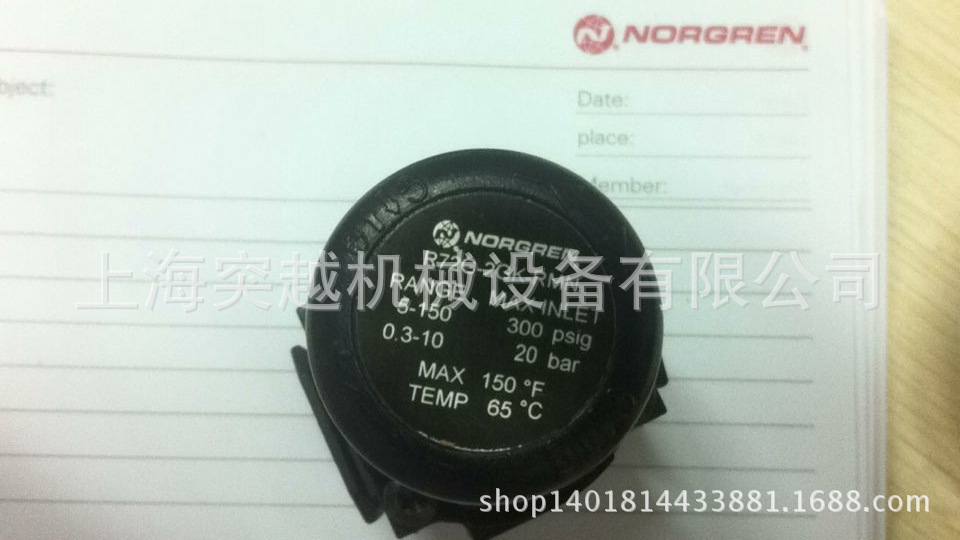 NORGREN
bject:
Date:
place:
Member:
NORGREN
RANGE MAX INLET
5-150 300 psig
0.3-10 20 bar
MAX 150 °F
TEMP 65 °C
上海突越机械设备有限公司
shop1401814433881.1688.com